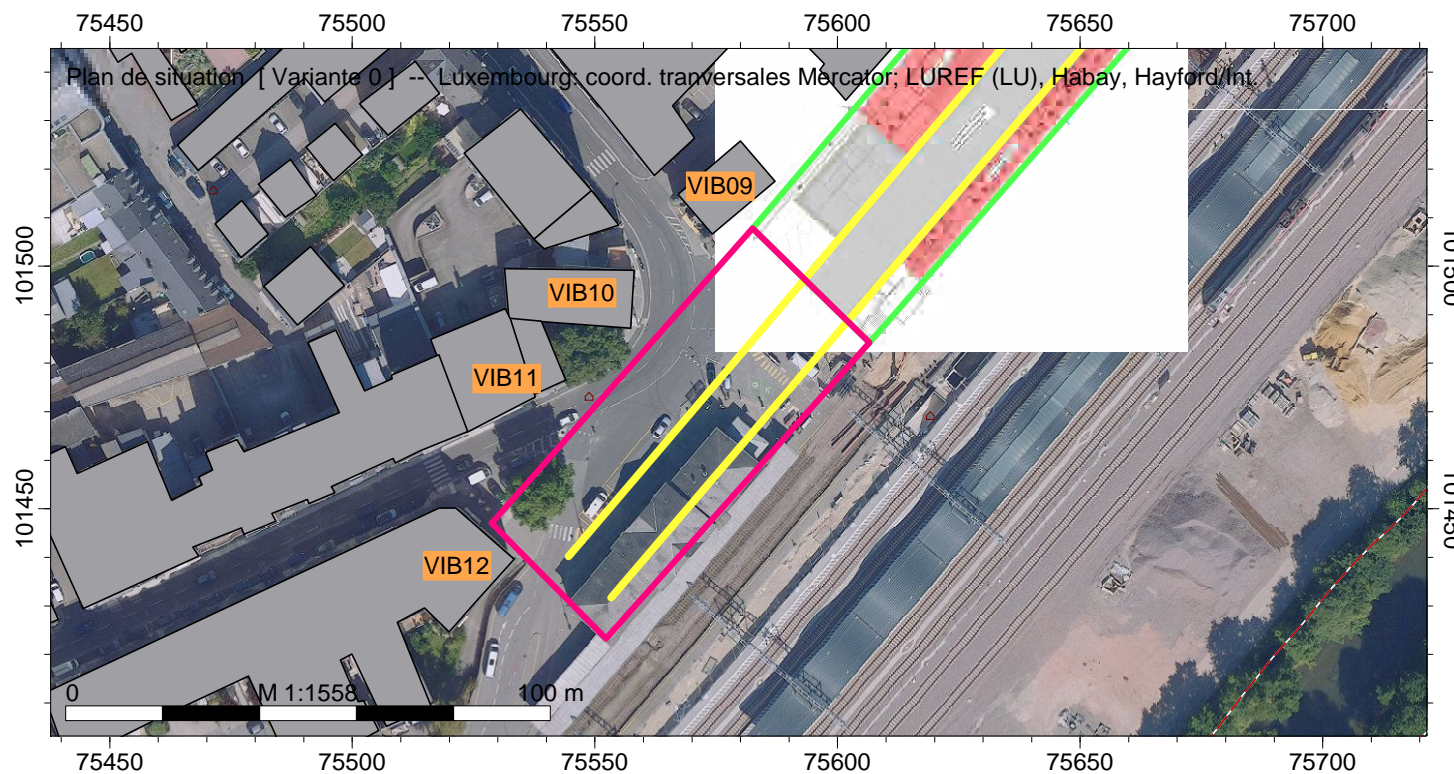 75450 75500 75550 75600 75650 75700
Plan de situation [ Variante 0 ] -- Luxembourg: coord. tranversales Mercator; LUREF (LU), Habay, Hayford/Int.
VIB09
101500 101500
VIB10
VIB11
101450 101450
VIB12
0 M 1:1558 100 m
75450 75500 75550 75600 75650 75700